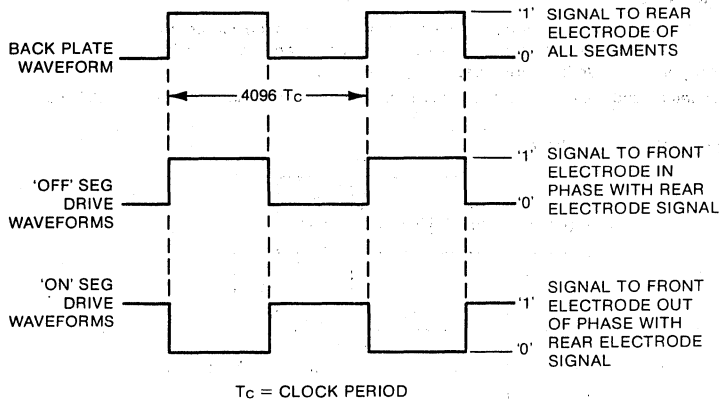 BACK PLATE
WAVEFORM
'1' SIGNAL TO REAR
ELECTRODE OF
'0' ALL SEGMENTS
4096 Tc
'OFF' SEG
DRIVE
WAVEFORMS
'1' SIGNAL TO FRONT
ELECTRODE IN
PHASE WITH REAR
'0' ELECTRODE SIGNAL
'ON' SEG
DRIVE
WAVEFORMS
SIGNAL TO FRONT
'1' ELECTRODE OUT
OF PHASE WITH
'0' REAR ELECTRODE
SIGNAL
Tc = CLOCK PERIOD